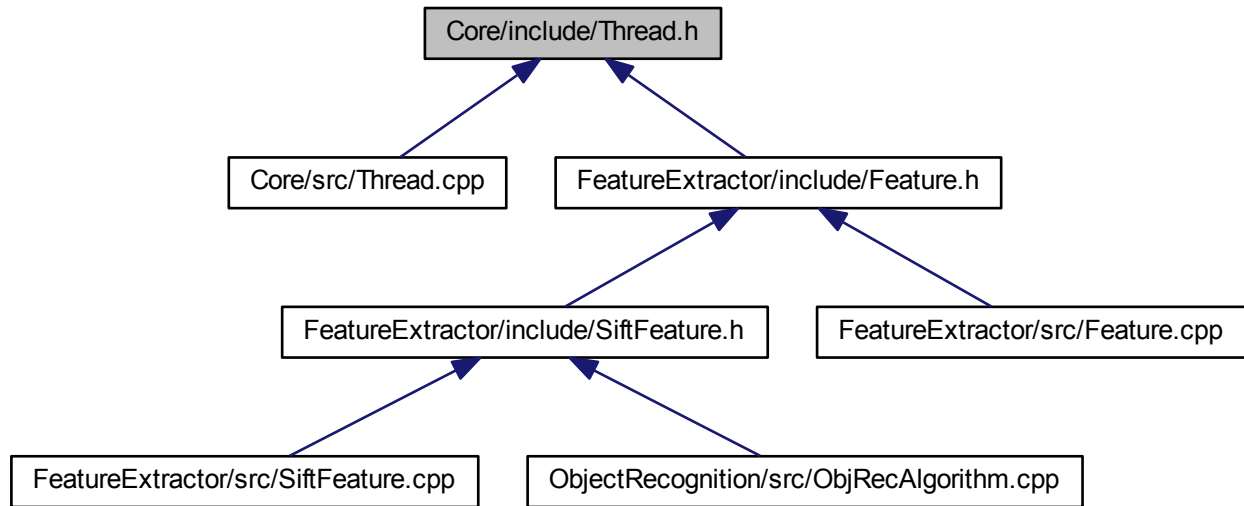 Core/include/Thread.h
Core/src/Thread.cpp
FeatureExtractor/include/Feature.h
FeatureExtractor/include/SiftFeature.h
FeatureExtractor/src/Feature.cpp
FeatureExtractor/src/SiftFeature.cpp
ObjectRecognition/src/ObjRecAlgorithm.cpp